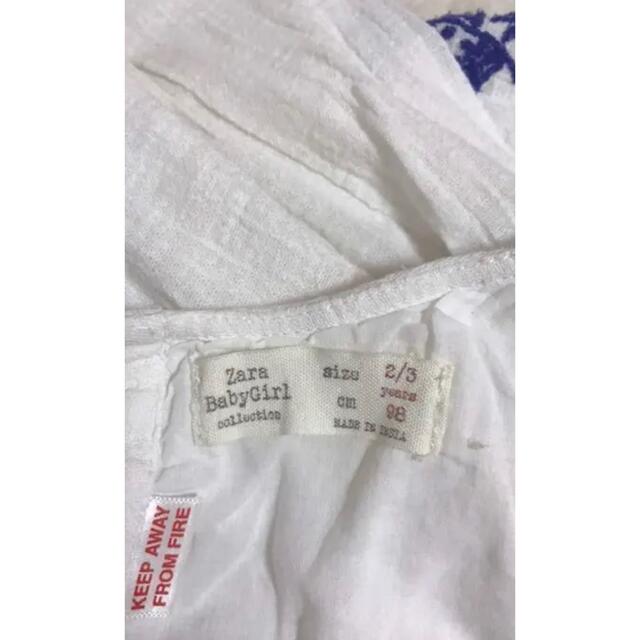 Zara
BabyGirl
collection
size 2/3
years
cm 98
MADE IN INDIA
KEEP AWAY
FROM FIRE